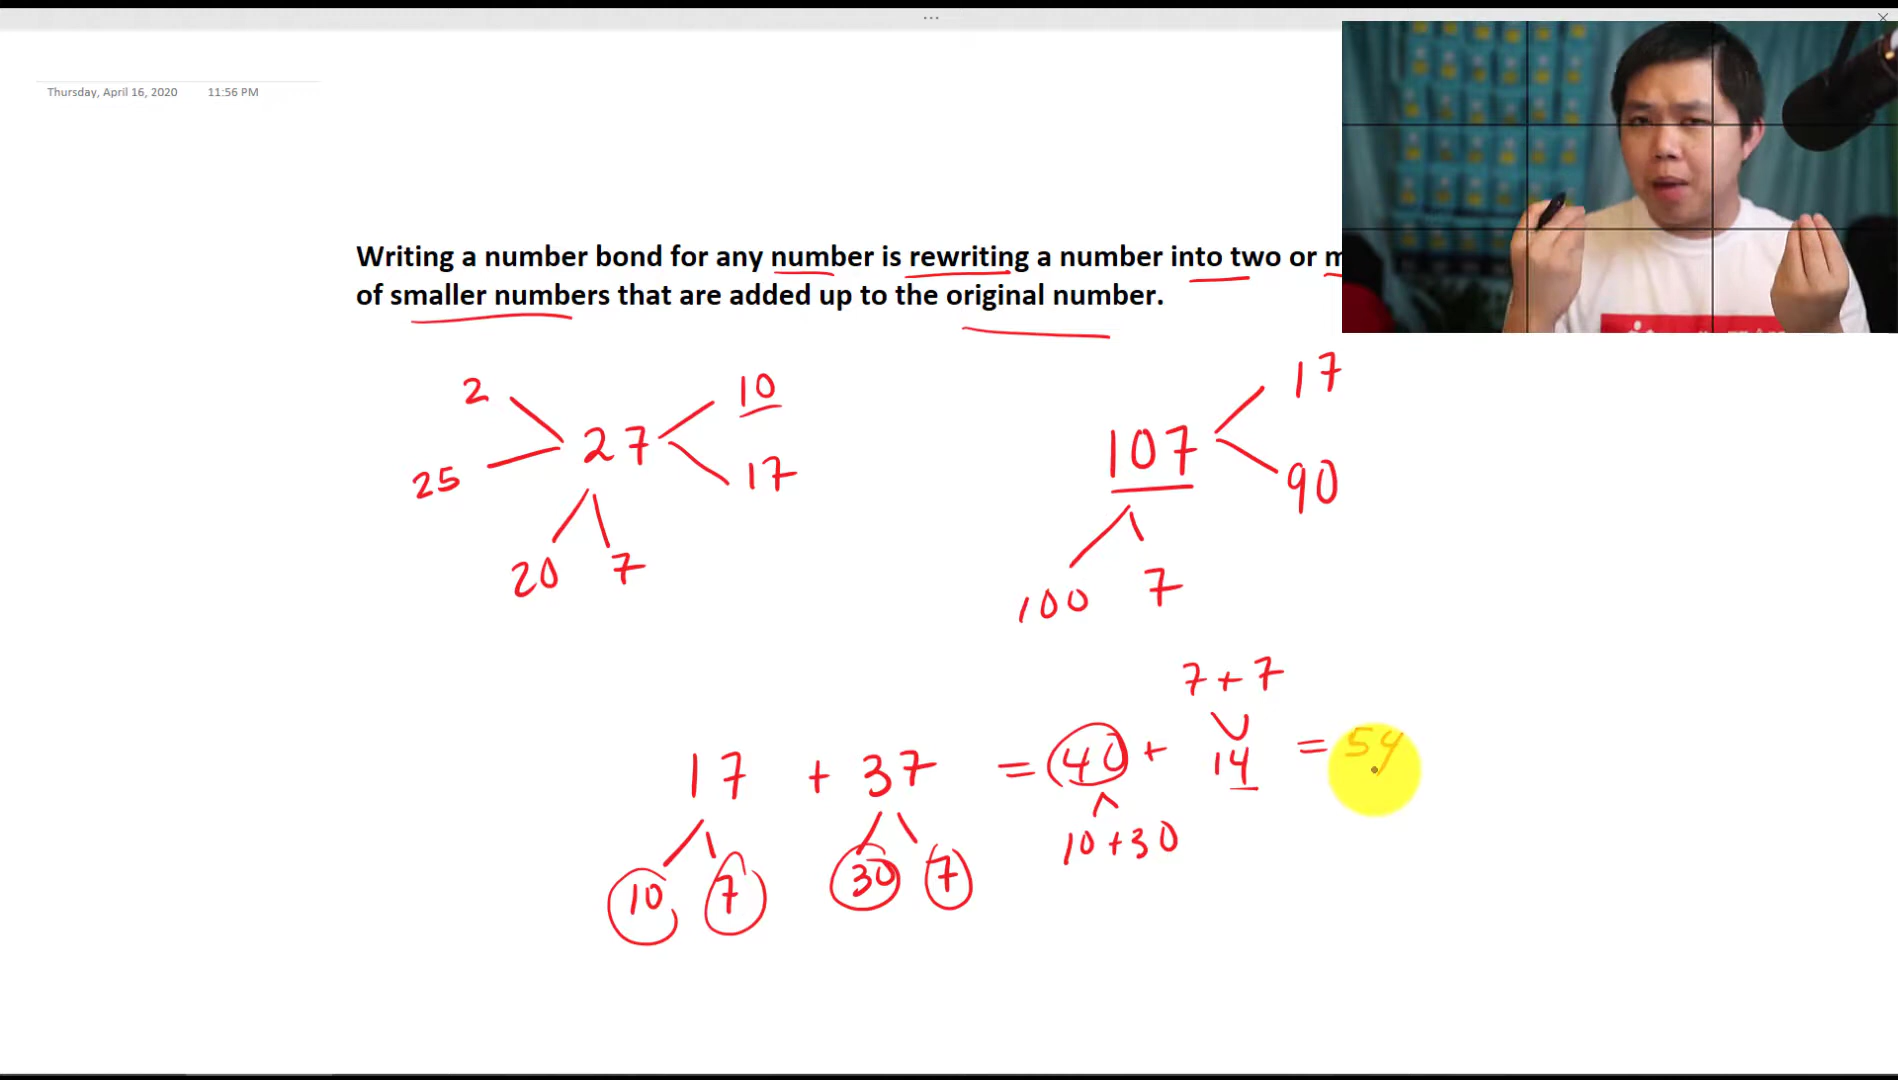 Thursday, April 16, 2020 11:56 PM
Writing a number bond for any number is rewriting a number into two or
of smaller numbers that are added up to the original number.
2 10 17
27 107
25 17 90
20 7 100 7
7 + 7
17 + 37 = 40 + 14 = 54
10 + 30
10 7 30 7